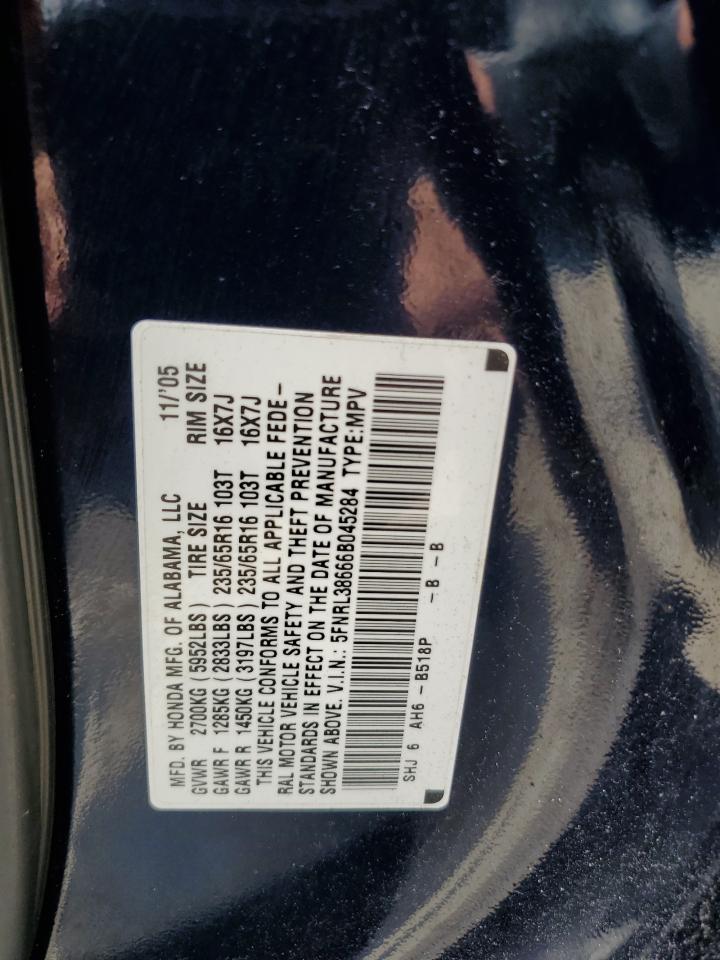 MFD. BY HONDA MFG. OF ALABAMA, LLC 11/'05
GVWR 2700KG (5952LBS) TIRE SIZE RIM SIZE
GAWR F 1285KG (2833LBS) 235/65R16 103T 16X7J
GAWR R 1450KG (3197LBS) 235/65R16 103T 16X7J
THIS VEHICLE CONFORMS TO ALL APPLICABLE FEDE-
RAL MOTOR VEHICLE SAFETY AND THEFT PREVENTION
STANDARDS IN EFFECT ON THE DATE OF MANUFACTURE
SHOWN ABOVE. V.I.N.: 5FNRL38666B045284 TYPE:MPV
SHJ 6 AH6 - B518P - B - B